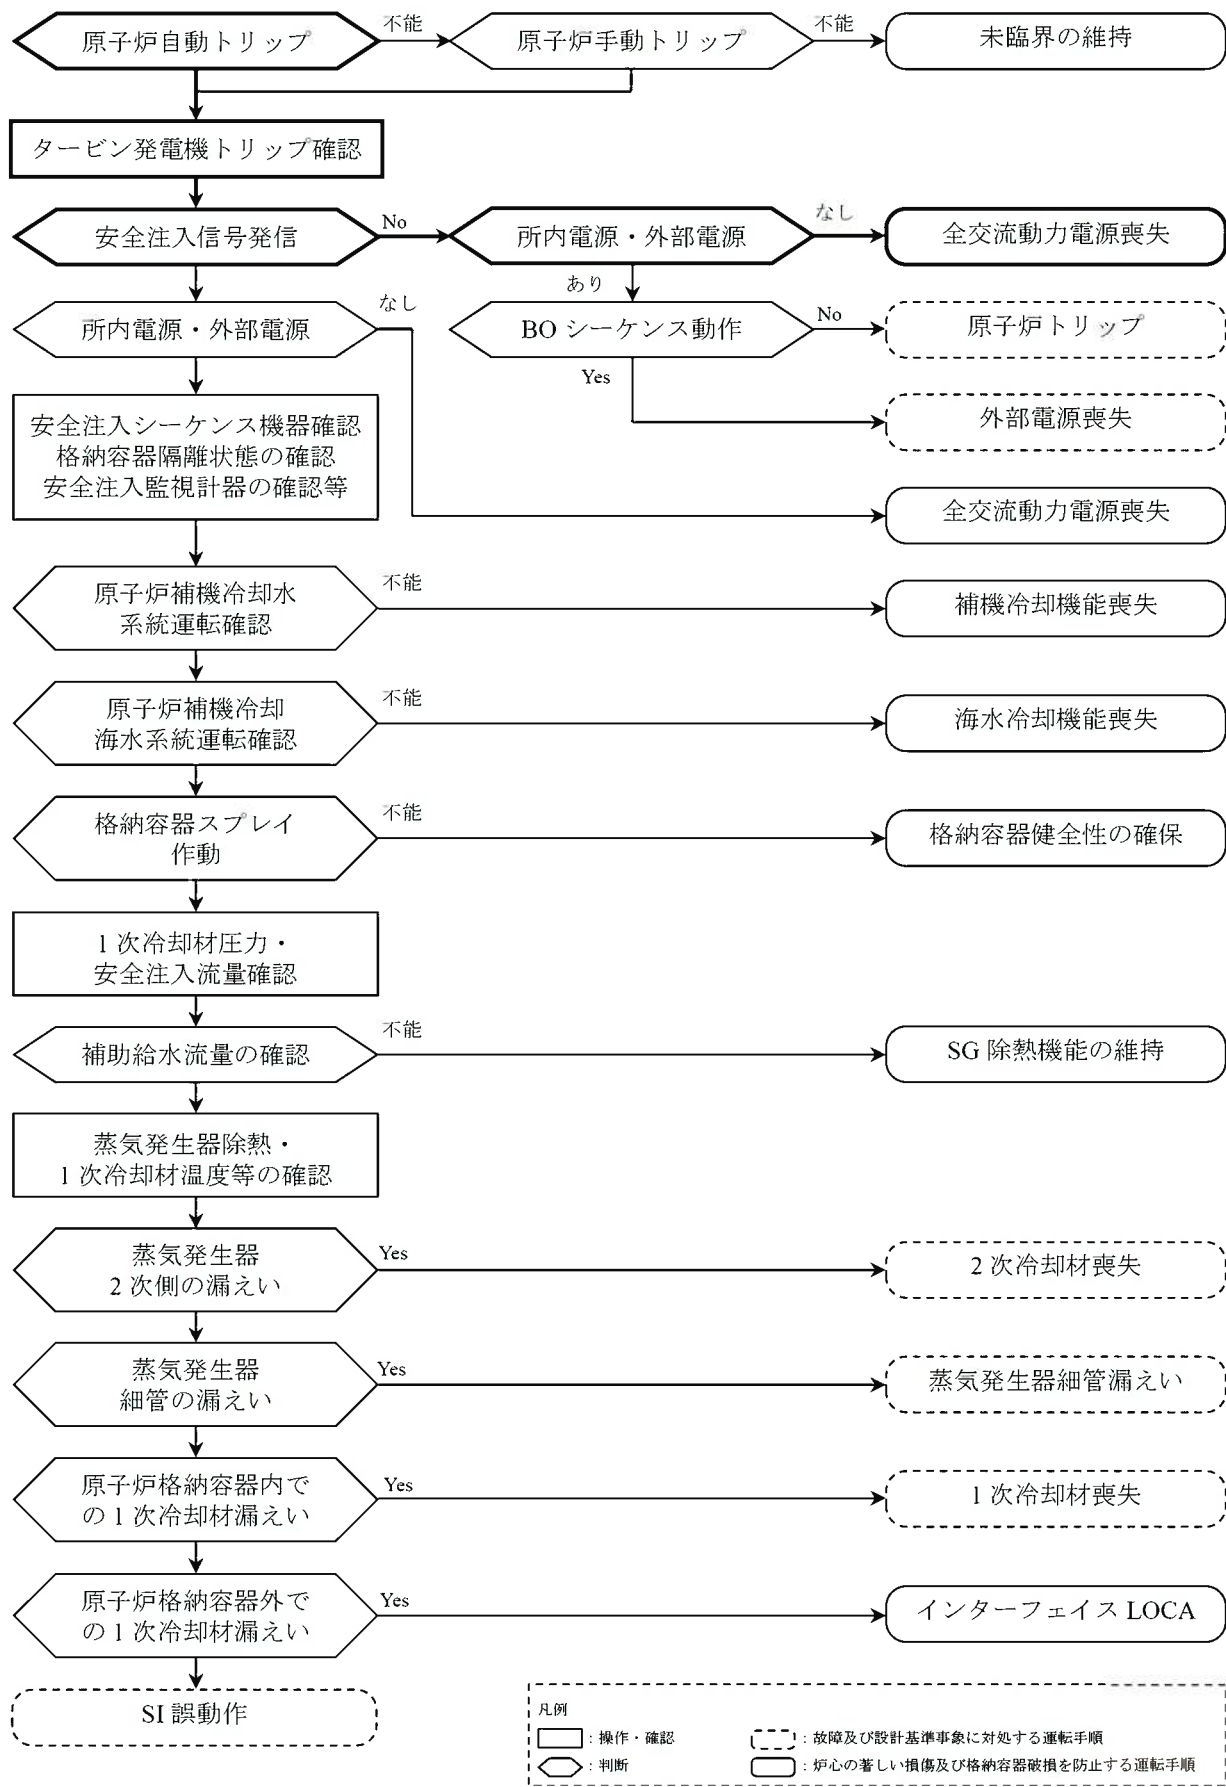 原子炉自動トリップ
不能
原子炉手動トリップ
不能
未臨界の維持
タービン発電機トリップ確認
安全注入信号発信
No
所内電源・外部電源
なし
全交流動力電源喪失
あり
所内電源・外部電源
なし
BO シーケンス動作
No
原子炉トリップ
Yes
外部電源喪失
安全注入シーケンス機器確認
格納容器隔離状態の確認
安全注入監視計器の確認等
全交流動力電源喪失
原子炉補機冷却水
系統運転確認
不能
補機冷却機能喪失
原子炉補機冷却
海水系統運転確認
不能
海水冷却機能喪失
格納容器スプレイ
作動
不能
格納容器健全性の確保
1 次冷却材圧力・
安全注入流量確認
補助給水流量の確認
不能
SG 除熱機能の維持
蒸気発生器除熱・
1 次冷却材温度等の確認
蒸気発生器
2 次側の漏えい
Yes
2 次冷却材喪失
蒸気発生器
細管の漏えい
Yes
蒸気発生器細管漏えい
原子炉格納容器内で
の 1 次冷却材漏えい
Yes
1 次冷却材喪失
原子炉格納容器外で
の 1 次冷却材漏えい
Yes
インターフェイス LOCA
SI 誤動作
凡例
：操作・確認
：故障及び設計基準事象に対処する運転手順
：判断
：炉心の著しい損傷及び格納容器破損を防止する運転手順